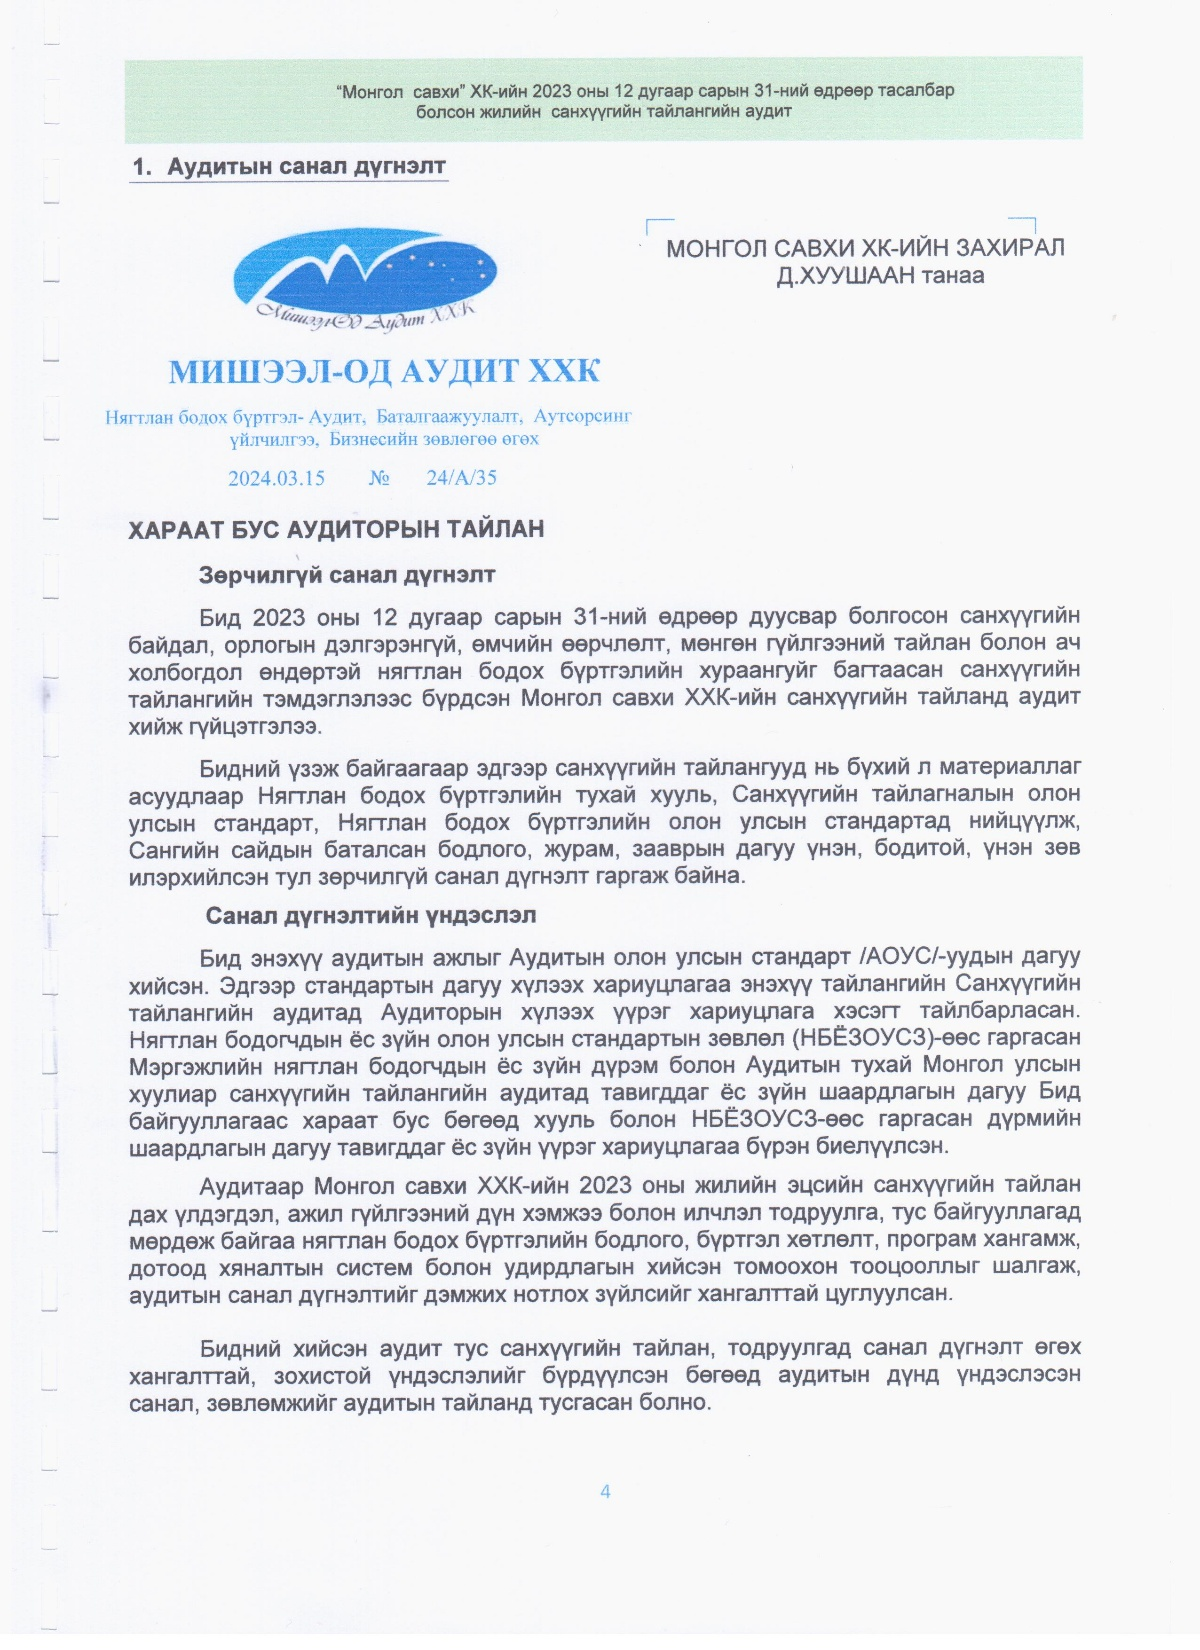 “Монгол савхи” ХК-ийн 2023 оны 12 дугаар сарын 31-ний өдрөөр тасалбар
болсон жилийн санхүүгийн тайлангийн аудит
1. Аудитын санал дүгнэлт
МОНГОЛ САВХИ ХК-ИЙН ЗАХИРАЛ
Д.ХУУШААН танаа
Мишээл-Од Аудит ХХК
МИШЭЭЛ-ОД АУДИТ ХХК
Нягтлан бодох бүртгэл- Аудит, Баталгаажуулалт, Аутсорсинг
үйлчилгээ, Бизнесийн зөвлөгөө өгөх
2024.03.15 № 24/А/35
ХАРААТ БУС АУДИТОРЫН ТАЙЛАН
Зөрчилгүй санал дүгнэлт
Бид 2023 оны 12 дугаар сарын 31-ний өдрөөр дуусвар болгосон санхүүгийн
байдал, орлогын дэлгэрэнгүй, өмчийн өөрчлөлт, мөнгөн гүйлгээний тайлан болон ач
холбогдол өндөртэй нягтлан бодох бүртгэлийн хураангуйг багтаасан санхүүгийн
тайлангийн тэмдэглэлээс бүрдсэн Монгол савхи ХХК-ийн санхүүгийн тайланд аудит
хийж гүйцэтгэлээ.
Бидний үзэж байгаагаар эдгээр санхүүгийн тайлангууд нь бүхий л материаллаг
асуудлаар Нягтлан бодох бүртгэлийн тухай хууль, Санхүүгийн тайлагналын олон
улсын стандарт, Нягтлан бодох бүртгэлийн олон улсын стандартад нийцүүлж,
Сангийн сайдын баталсан бодлого, журам, зааврын дагуу үнэн, бодитой, үнэн зөв
илэрхийлсэн тул зөрчилгүй санал дүгнэлт гаргаж байна.
Санал дүгнэлтийн үндэслэл
Бид энэхүү аудитын ажлыг Аудитын олон улсын стандарт /АОУС/-уудын дагуу
хийсэн. Эдгээр стандартын дагуу хүлээх хариуцлагаа энэхүү тайлангийн Санхүүгийн
тайлангийн аудитад Аудиторын хүлээх үүрэг хариуцлага хэсэгт тайлбарласан.
Нягтлан бодогчдын ёс зүйн олон улсын стандартын зөвлөл (НБЁЗОУСЗ)-өөс гаргасан
Мэргэжлийн нягтлан бодогчдын ёс зүйн дүрэм болон Аудитын тухай Монгол улсын
хуулиар санхүүгийн тайлангийн аудитад тавигддаг ёс зүйн шаардлагын дагуу Бид
байгууллагаас хараат бус бөгөөд хууль болон НБЁЗОУСЗ-өөс гаргасан дүрмийн
шаардлагын дагуу тавигддаг ёс зүйн үүрэг хариуцлагаа бүрэн биелүүлсэн.
Аудитаар Монгол савхи ХХК-ийн 2023 оны жилийн эцсийн санхүүгийн тайлан
дах үлдэгдэл, ажил гүйлгээний дүн хэмжээ болон илчлэл тодруулга, тус байгууллагад
мөрдөж байгаа нягтлан бодох бүртгэлийн бодлого, бүртгэл хөтлөлт, програм хангамж,
дотоод хяналтын систем болон удирдлагын хийсэн томоохон тооцооллыг шалгаж,
аудитын санал дүгнэлтийг дэмжих нотлох зүйлсийг хангалттай цуглуулсан.
Бидний хийсэн аудит тус санхүүгийн тайлан, тодруулгад санал дүгнэлт өгөх
хангалттай, зохистой үндэслэлийг бүрдүүлсэн бөгөөд аудитын дүнд үндэслэсэн
санал, зөвлөмжийг аудитын тайланд тусгасан болно.
4